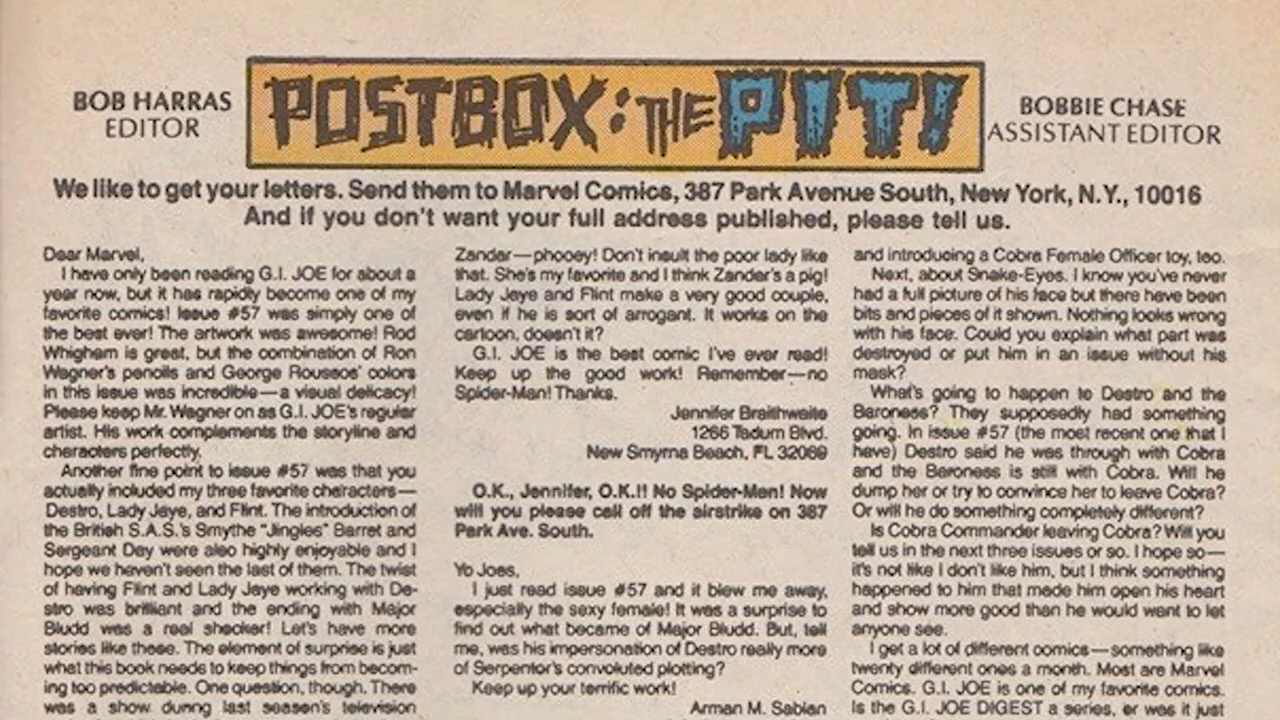 BOB HARRAS
EDITOR
POSTBOX: THE PIT!
BOBBIE CHASE
ASSISTANT EDITOR
We like to get your letters. Send them to Marvel Comics, 387 Park Avenue South, New York, N.Y., 10016
And if you don't want your full address published, please tell us.
Dear Marvel,
I have only been reading G.I. JOE for about a
year now, but it has rapidly become one of my
favorite comics! Issue #57 was simply one of
the best ever! The artwork was awesome! Rod
Whigham is great, but the combination of Ron
Wagner's pencils and George Roussos' colors
in this issue was incredible—a visual delicacy!
Please keep Mr. Wagner on as G.I. JOE's regular
artist. His work complements the storyline and
characters perfectly.
Another fine point to issue #57 was that you
actually included my three favorite characters—
Destro, Lady Jaye, and Flint. The introduction of
the British S.A.S.'s Smythe "Jingles" Barret and
Sergeant Day were also highly enjoyable and I
hope we haven't seen the last of them. The twist
of having Flint and Lady Jaye working with De-
stro was brilliant and the ending with Major
Bludd was a real shocker! Let's have more
stories like these. The element of surprise is just
what this book needs to keep things from becom-
ing too predictable. One question, though. There
was a show during last season's television
Zander—phooey! Don't insult the poor lady like
that. She's my favorite and I think Zander's a pig!
Lady Jaye and Flint make a very good couple,
even if he is sort of arrogant. It works on the
cartoon, doesn't it?
G.I. JOE is the best comic I've ever read!
Keep up the good work! Remember—no
Spider-Man! Thanks.
Jennifer Braithwaite
1266 Tadum Blvd.
New Smyrna Beach, FL 32069
O.K., Jennifer, O.K.!! No Spider-Man! Now
will you please call off the airstrike on 387
Park Ave. South.
Yo Joes,
I just read issue #57 and it blew me away,
especially the sexy female! It was a surprise to
find out what became of Major Bludd. But, tell
me, was his impersonation of Destro really more
of Serpentor's convoluted plotting?
Keep up your terrific work!
Arman M. Sabian
and introducing a Cobra Female Officer toy, too.
Next, about Snake-Eyes. I know you've never
had a full picture of his face but there have been
bits and pieces of it shown. Nothing looks wrong
with his face. Could you explain what part was
destroyed or put him in an issue without his
mask?
What's going to happen to Destro and the
Baroness? They supposedly had something
going. In issue #57 (the most recent one that I
have) Destro said he was through with Cobra
and the Baroness is still with Cobra. Will he
dump her or try to convince her to leave Cobra?
Or will he do something completely different?
Is Cobra Commander leaving Cobra? Will you
tell us in the next three issues or so. I hope so—
it's not like I don't like him, but I think something
happened to him that made him open his heart
and show more good than he would want to let
anyone see.
I get a lot of different comics—something like
twenty different ones a month. Most are Marvel
Comics. G.I. JOE is one of my favorite comics.
Is the G.I. JOE DIGEST a series, or was it just